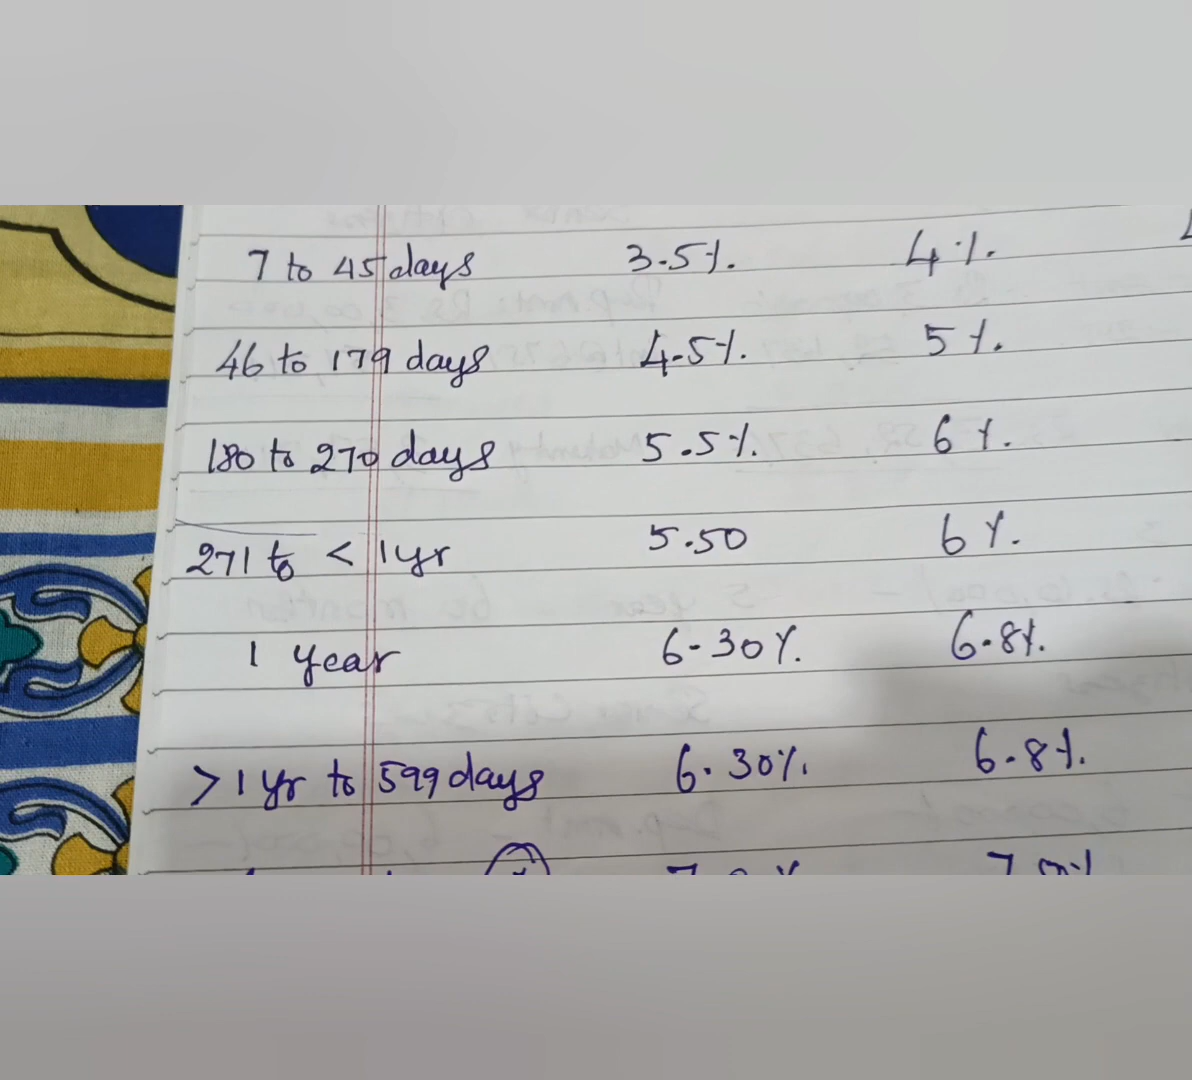 7 to 45 days 3.5% 4%
46 to 179 days 4.5% 5%
180 to 270 days 5.5% 6%
271 to < 1yr 5.50 6%
1 year 6.30% 6.8%
>1 yr to 599 days 6.30% 6.8%